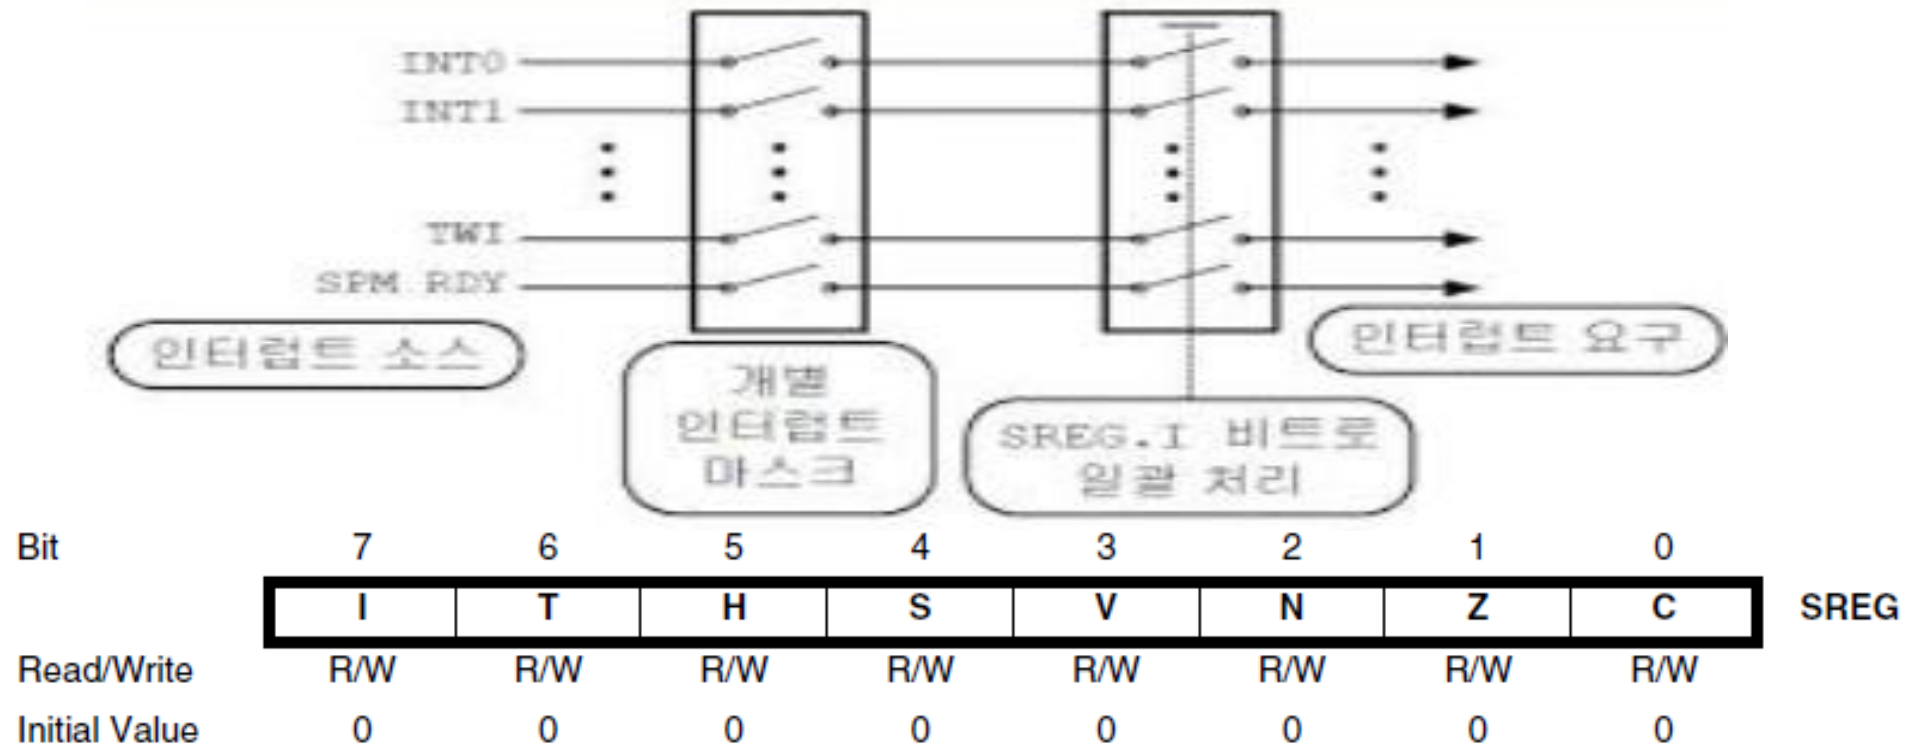 INT0
INT1
TWI
SPM RDY
인터럽트 소스
개별
인터럽트
마스크
SREG.I 비트로
일괄 처리
인터럽트 요구
Bit 7 6 5 4 3 2 1 0
I T H S V N Z C SREG
Read/Write R/W R/W R/W R/W R/W R/W R/W R/W
Initial Value 0 0 0 0 0 0 0 0